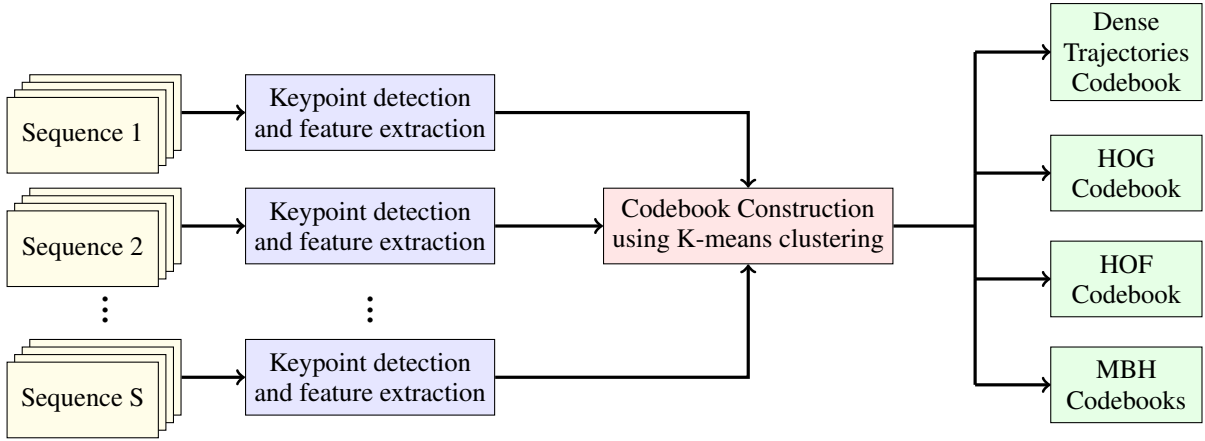 Sequence 1
Keypoint detection
and feature extraction
Sequence 2
Keypoint detection
and feature extraction
Sequence S
Keypoint detection
and feature extraction
Codebook Construction
using K-means clustering
Dense
Trajectories
Codebook
HOG
Codebook
HOF
Codebook
MBH
Codebooks